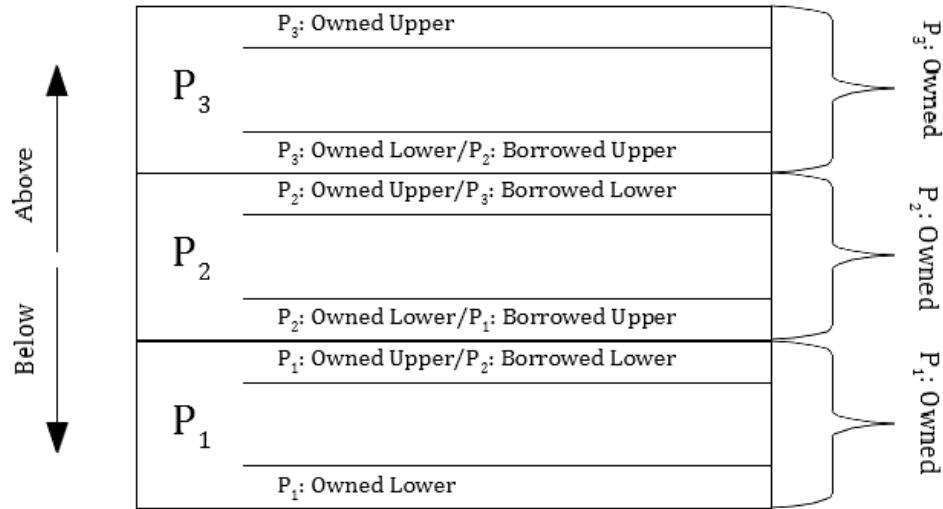 P₃: Owned Upper
P₃
P₃: Owned Lower/P₂: Borrowed Upper
P₃: Owned
Above
P₂: Owned Upper/P₃: Borrowed Lower
P₂
P₂: Owned Lower/P₁: Borrowed Upper
P₂: Owned
Below
P₁: Owned Upper/P₂: Borrowed Lower
P₁
P₁: Owned Lower
P₁: Owned